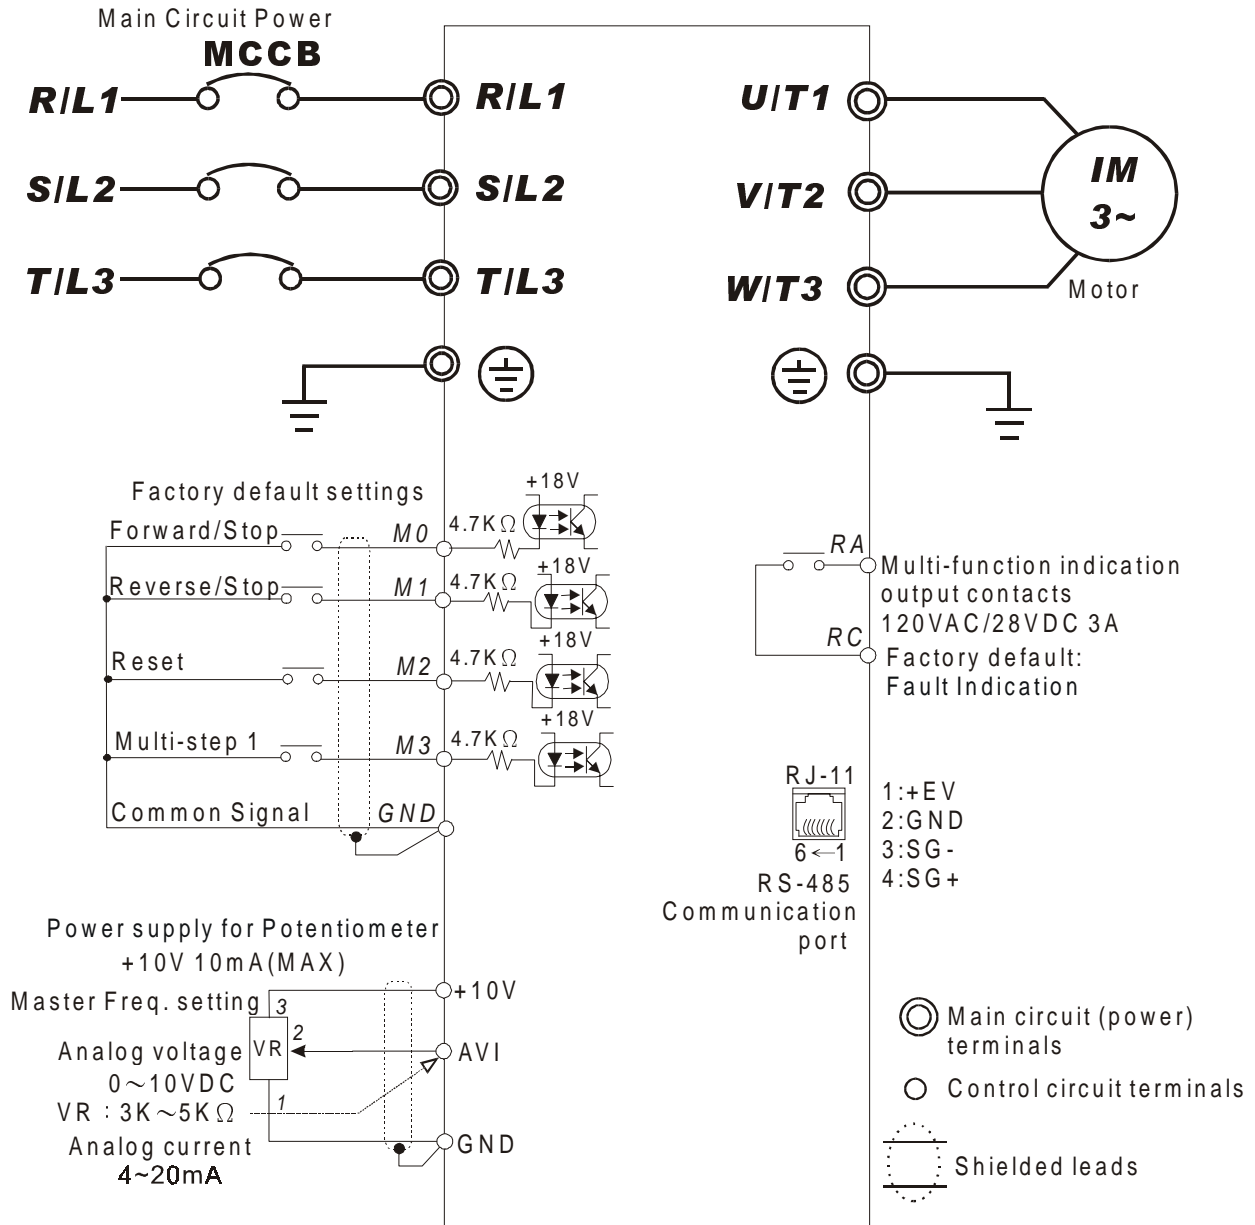 Main Circuit Power
MCCB
R/L1
R/L1
S/L2
S/L2
T/L3
T/L3
U/T1
V/T2
W/T3
IM
3~
Motor
Factory default settings
Forward/Stop
M0
4.7KΩ
+18V
Reverse/Stop
M1
4.7KΩ
+18V
Reset
M2
4.7KΩ
+18V
Multi-step 1
M3
4.7KΩ
+18V
Common Signal
GND
RA
Multi-function indication
output contacts
120VAC/28VDC 3A
RC
Factory default:
Fault Indication
RJ-11
6←1
RS-485
Communication
port
1:+EV
2:GND
3:SG-
4:SG+
Power supply for Potentiometer
+10V 10mA(MAX)
Master Freq. setting
3
+10V
VR
2
Analog voltage
0~10VDC
AVI
VR : 3K~5KΩ
1
Analog current
4~20mA
GND
Main circuit (power)
terminals
Control circuit terminals
Shielded leads